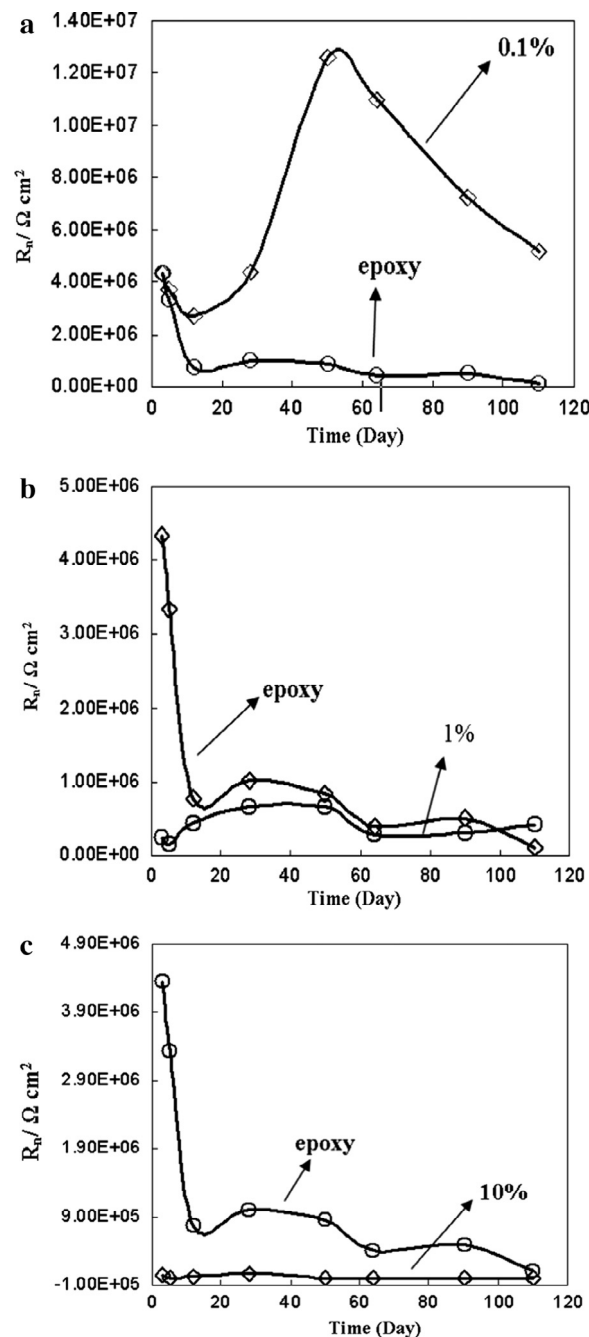 a
1.40E+07
1.20E+07
1.00E+07
8.00E+06
6.00E+06
4.00E+06
2.00E+06
0.00E+00
Rn/ Ω cm²
0.1%
epoxy
0 20 40 60 80 100 120
Time (Day)
b
5.00E+06
4.00E+06
3.00E+06
2.00E+06
1.00E+06
0.00E+00
Rn/ Ω cm²
epoxy
1%
0 20 40 60 80 100 120
Time (Day)
c
4.90E+06
3.90E+06
2.90E+06
1.90E+06
9.00E+05
-1.00E+05
Rn/ Ω cm²
epoxy
10%
0 20 40 60 80 100 120
Time (Day)